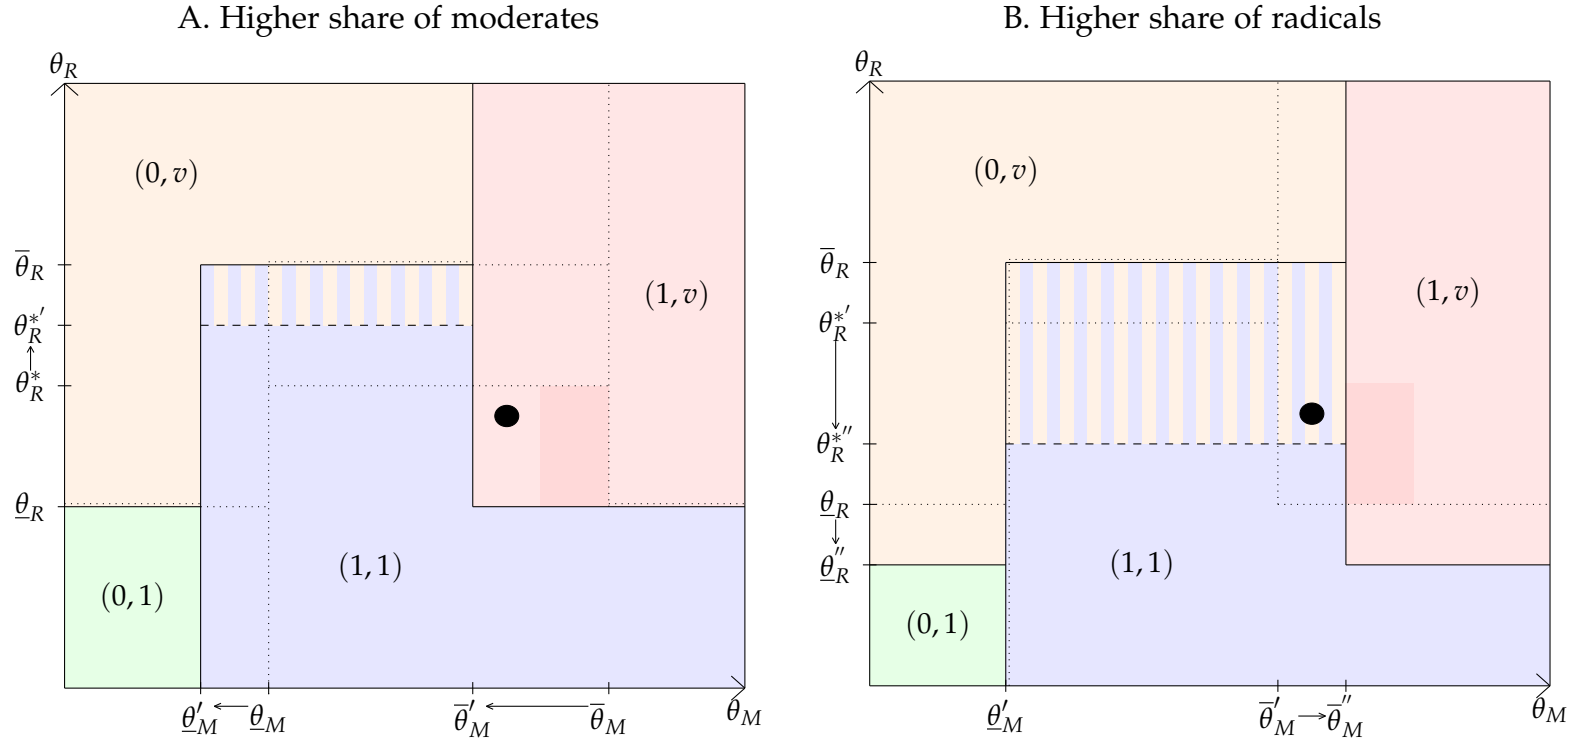 A. Higher share of moderates
θ_R
(0, v)
(1, v)
(1, 1)
(0, 1)
θ̅_R
θ_R^{*′}
θ_R^*
θ̲_R
θ̲′_M ← θ̲_M
θ̅′_M ← θ̅_M
θ_M
B. Higher share of radicals
θ_R
(0, v)
(1, v)
(1, 1)
(0, 1)
θ̅_R
θ_R^{*′}
θ_R^{*″}
θ̲_R
θ̲″_R
θ̲′_M
θ̅′_M → θ̅″_M
θ_M